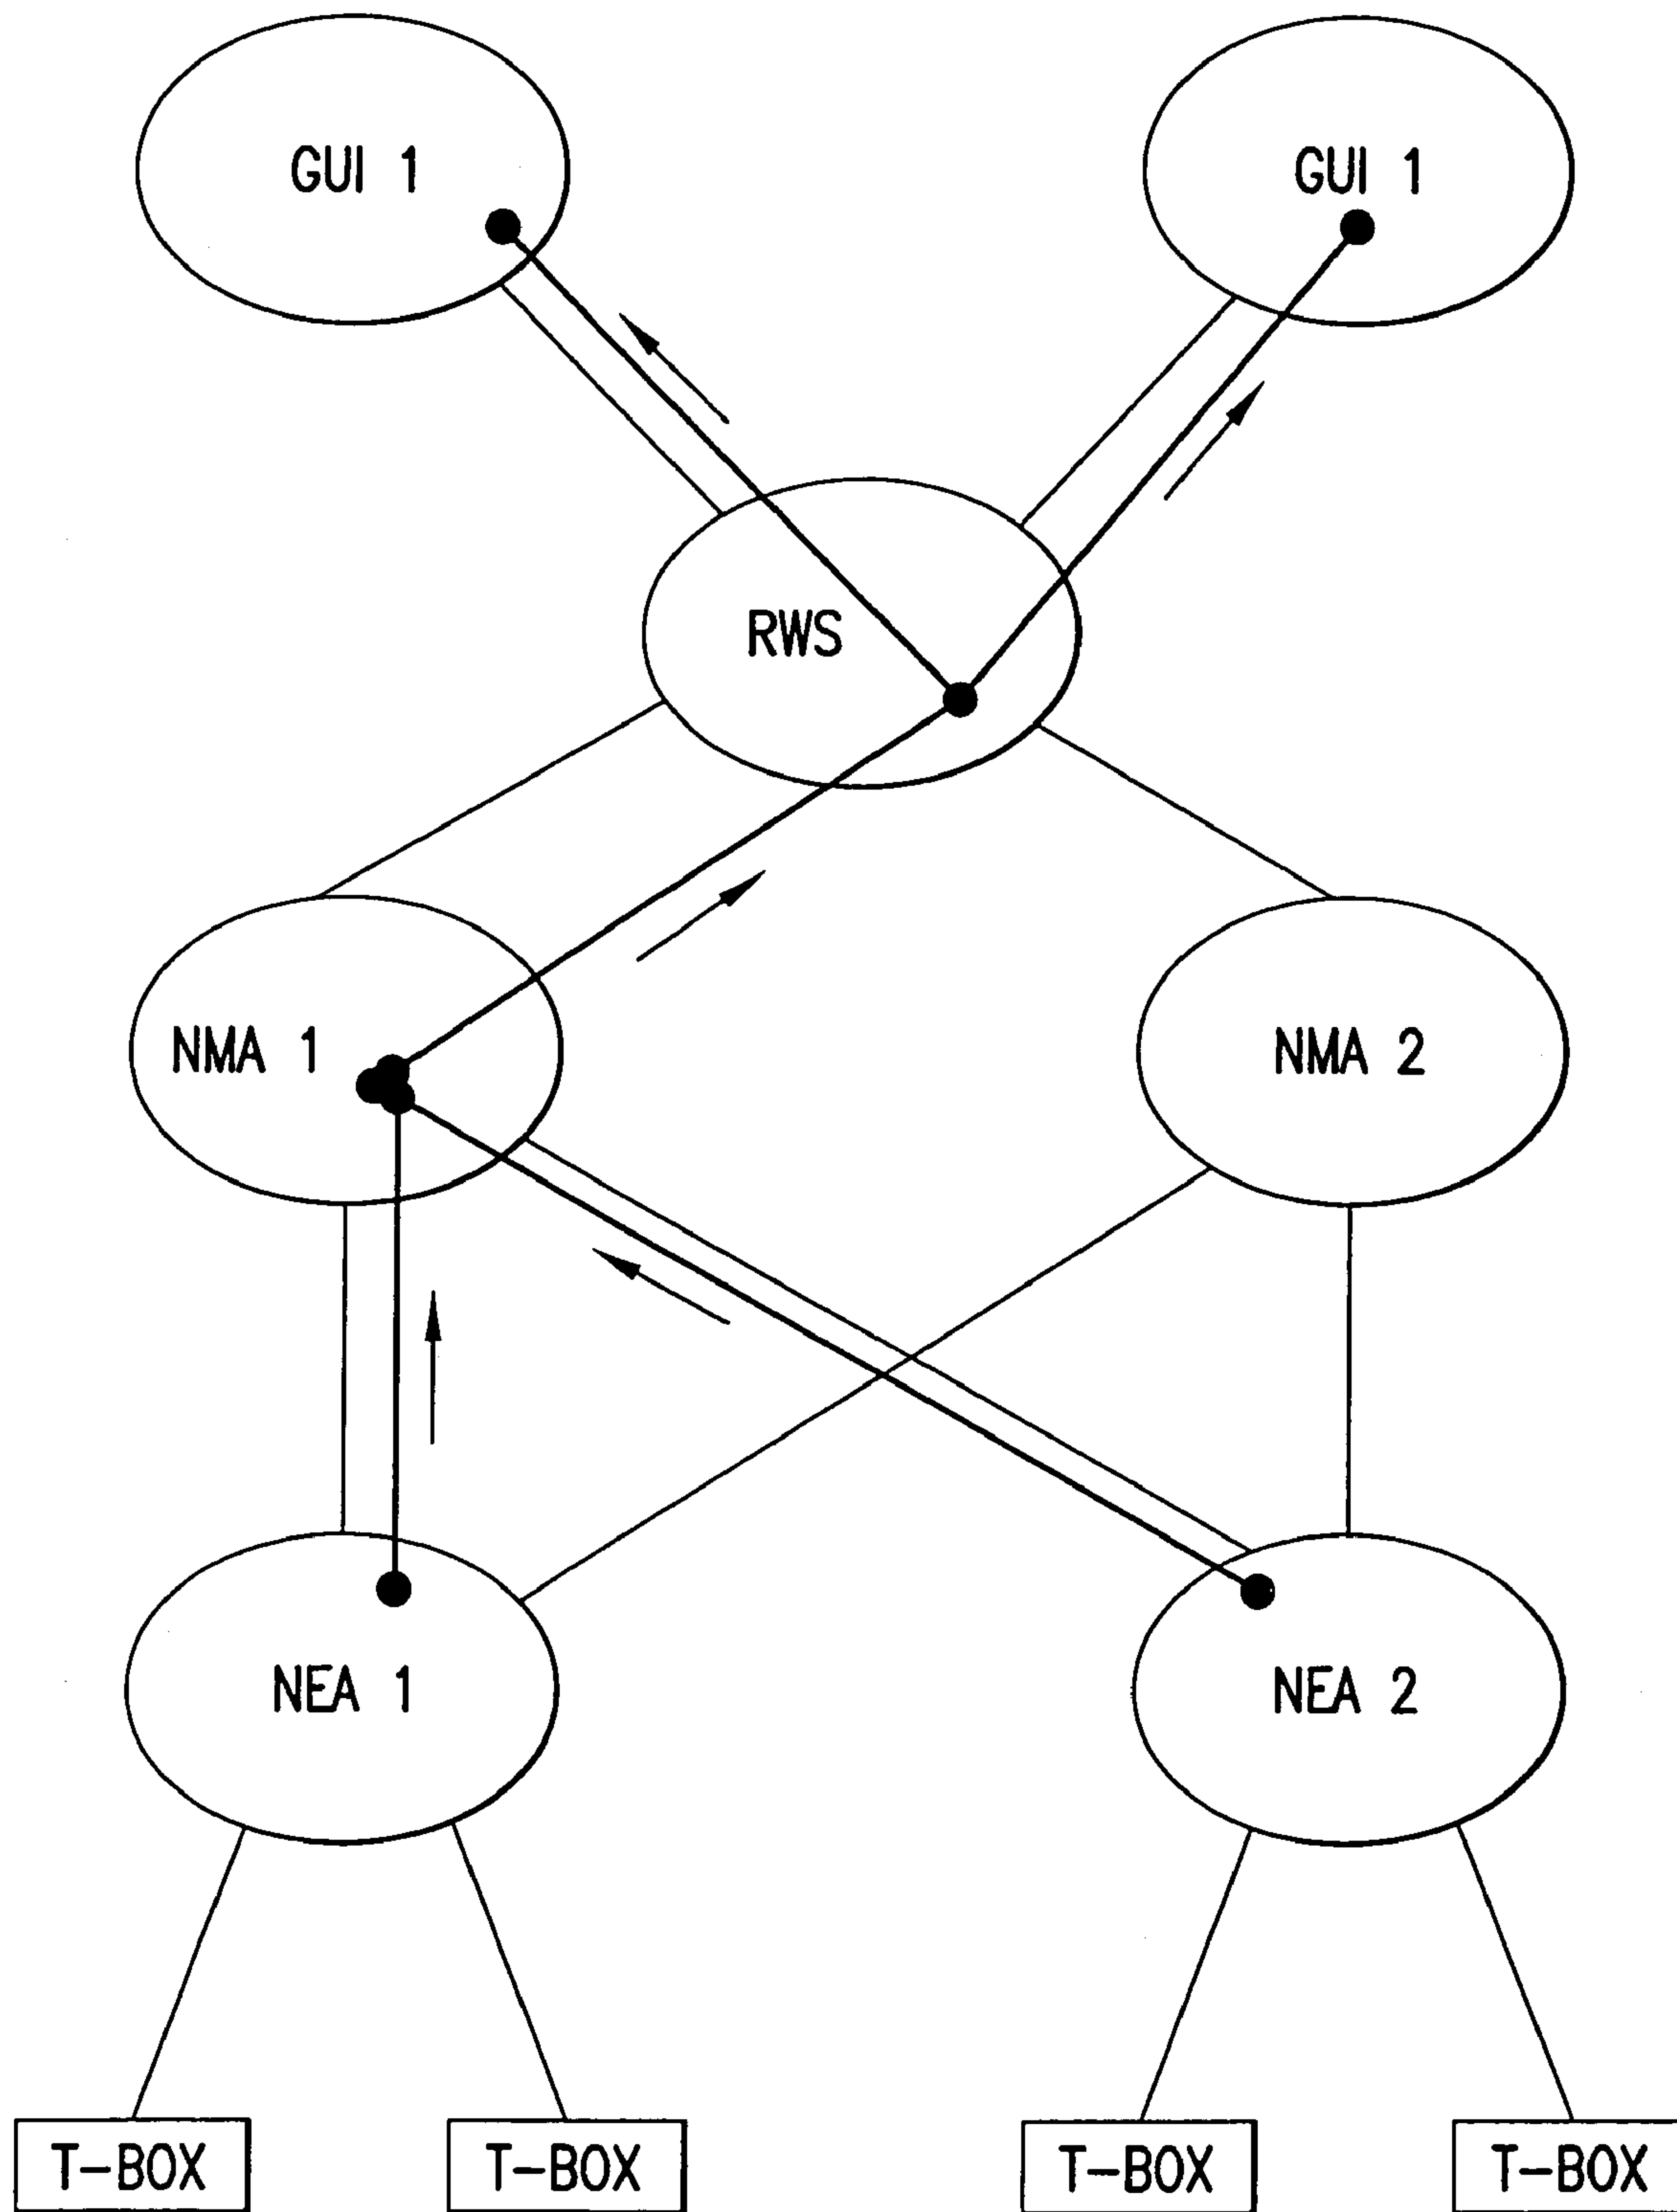 GUI 1
GUI 1
RWS
NMA 1
NMA 2
NEA 1
NEA 2
T-BOX
T-BOX
T-BOX
T-BOX